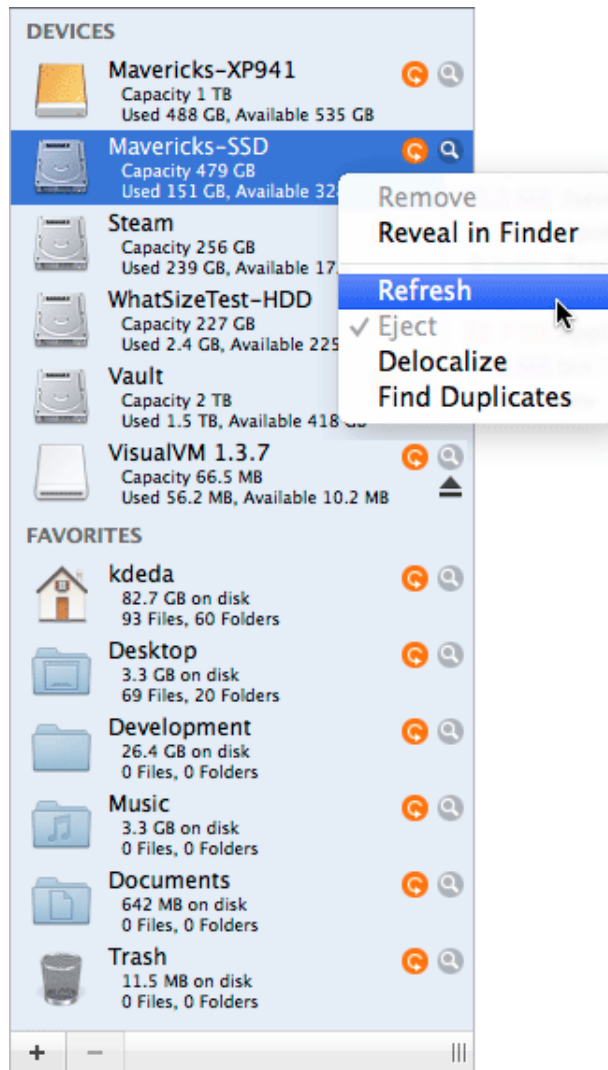 DEVICES
Mavericks-XP941
Capacity 1 TB
Used 488 GB, Available 535 GB
Mavericks-SSD
Capacity 479 GB
Used 151 GB, Available 32
Remove
Reveal in Finder
Refresh
Eject
Delocalize
Find Duplicates
Steam
Capacity 256 GB
Used 239 GB, Available 17
WhatSizeTest-HDD
Capacity 227 GB
Used 2.4 GB, Available 225
Vault
Capacity 2 TB
Used 1.5 TB, Available 418
VisualVM 1.3.7
Capacity 66.5 MB
Used 56.2 MB, Available 10.2 MB
FAVORITES
kdeda
82.7 GB on disk
93 Files, 60 Folders
Desktop
3.3 GB on disk
69 Files, 20 Folders
Development
26.4 GB on disk
0 Files, 0 Folders
Music
3.3 GB on disk
0 Files, 0 Folders
Documents
642 MB on disk
0 Files, 0 Folders
Trash
11.5 MB on disk
0 Files, 0 Folders